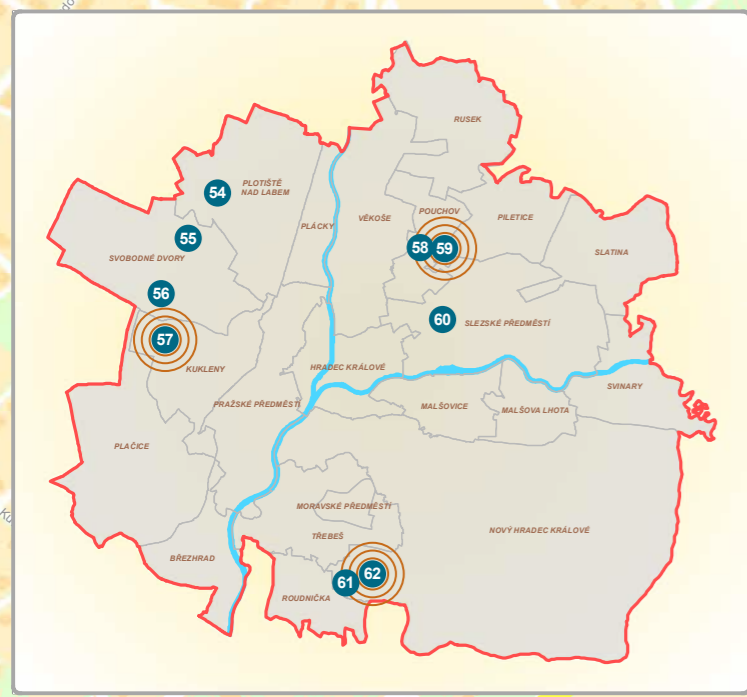 do
RUSEK
PLOTIŠTĚ
NAD LABEM
54
POUCHOV
PLÁCKY
VĚKOŠE
PILETICE
55
58
59
SLATINA
SVOBODNÉ DVORY
56
60
SLEZSKÉ PŘEDMĚSTÍ
57
KUKLENY
HRADEC KRÁLOVÉ
SVINARY
PRAŽSKÉ PŘEDMĚSTÍ
MALŠOVICE
MALŠOVA LHOTA
PLAČICE
MORAVSKÉ PŘEDMĚSTÍ
Ku
NOVÝ HRADEC KRÁLOVÉ
TŘEBEŠ
BŘEZHRAD
62
61
ROUDNIČKA